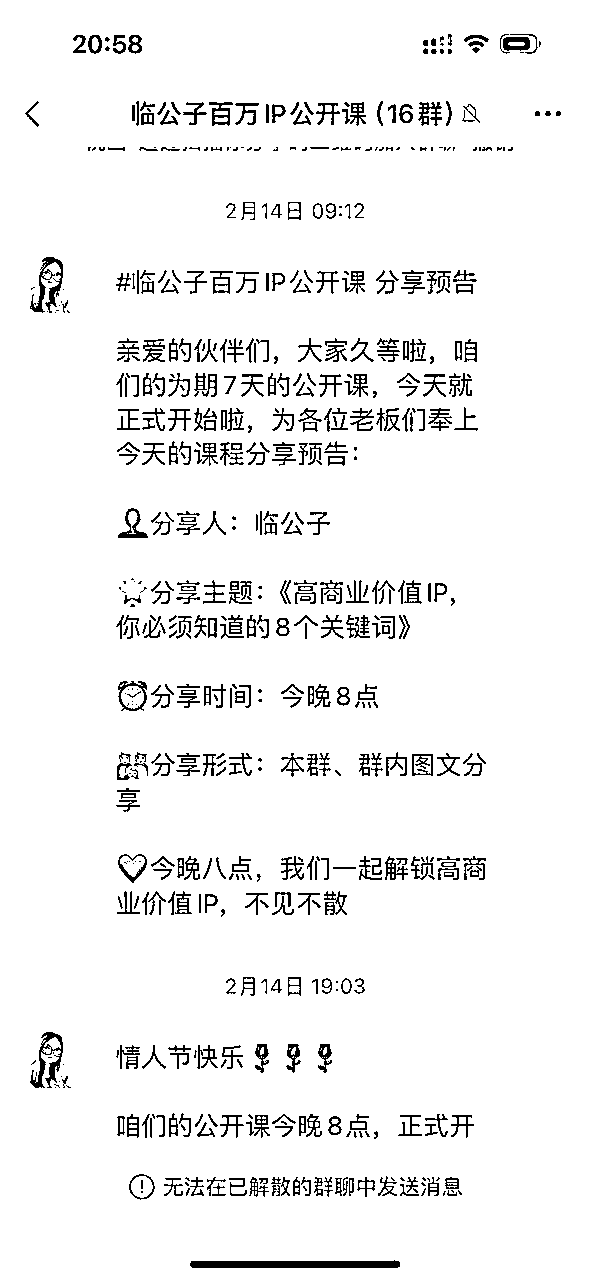 20:58
临公子百万IP公开课（16群）
2月14日 09:12
#临公子百万IP公开课 分享预告
亲爱的伙伴们，大家久等啦，咱
们的为期7天的公开课，今天就
正式开始啦，为各位老板们奉上
今天的课程分享预告：
👤分享人：临公子
🌟分享主题：《高商业价值IP，
你必须知道的8个关键词》
⏰分享时间：今晚8点
👬分享形式：本群、群内图文分
享
❤️今晚八点，我们一起解锁高商
业价值IP，不见不散
2月14日 19:03
情人节快乐🌹🌹🌹
咱们的公开课今晚8点，正式开
无法在已解散的群聊中发送消息